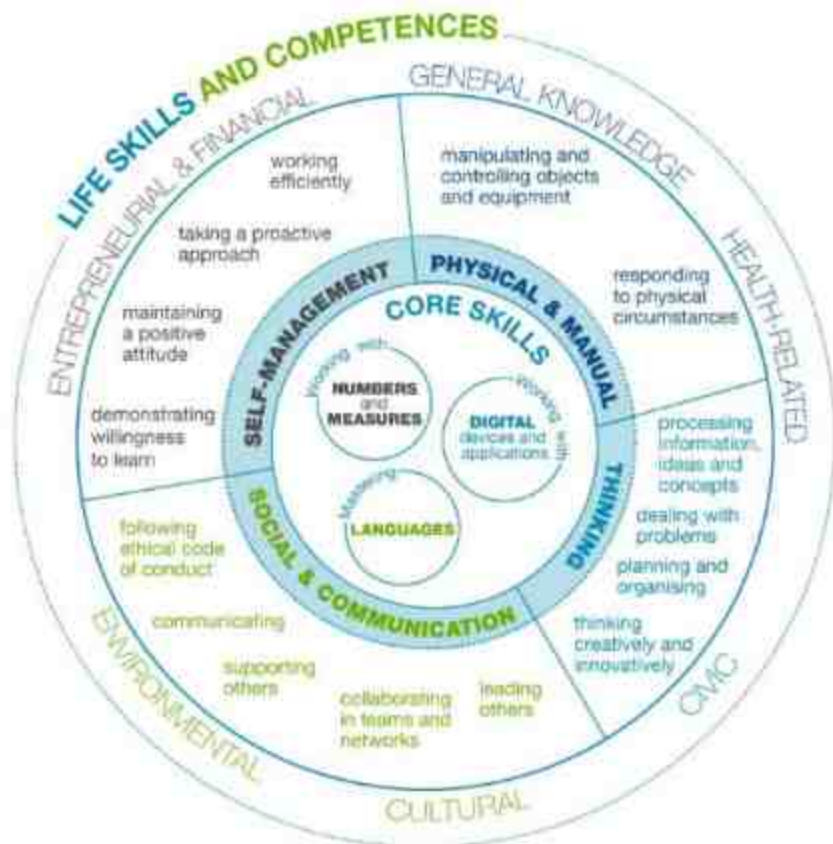 LIFE SKILLS AND COMPETENCES
ENTREPRENEURIAL & FINANCIAL
GENERAL KNOWLEDGE
HEALTH-RELATED
CIVIC
CULTURAL
ENVIRONMENTAL
SELF-MANAGEMENT
working
efficiently
taking a proactive
approach
maintaining
a positive
attitude
demonstrating
willingness
to learn
PHYSICAL & MANUAL
manipulating and
controlling objects
and equipment
responding
to physical
circumstances
THINKING
processing
information,
ideas and
concepts
dealing with
problems
planning and
organising
thinking
creatively and
innovatively
SOCIAL & COMMUNICATION
following
ethical code
of conduct
communicating
supporting
others
collaborating
in teams and
networks
leading
others
CORE SKILLS
Working with
NUMBERS
and
MEASURES
Working with
DIGITAL
devices and
applications
Mastering
LANGUAGES